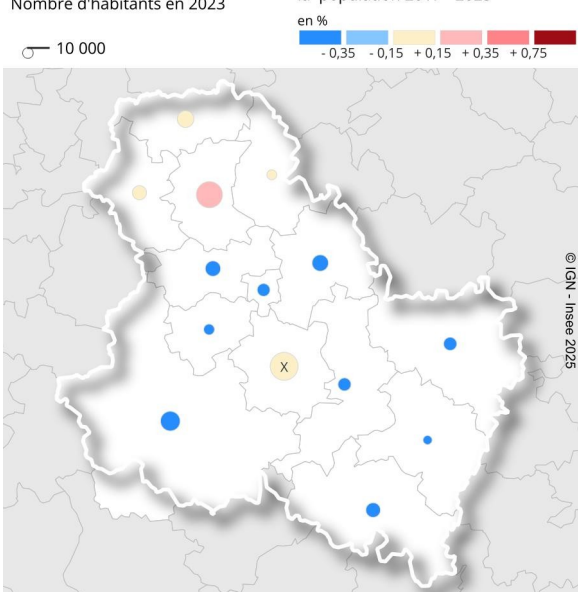 Nombre d'habitants en 2023
la population 2017 - 2023
en %
10 000
- 0,35 - 0,15 + 0,15 + 0,35 + 0,75
X
© IGN - Insee 2025